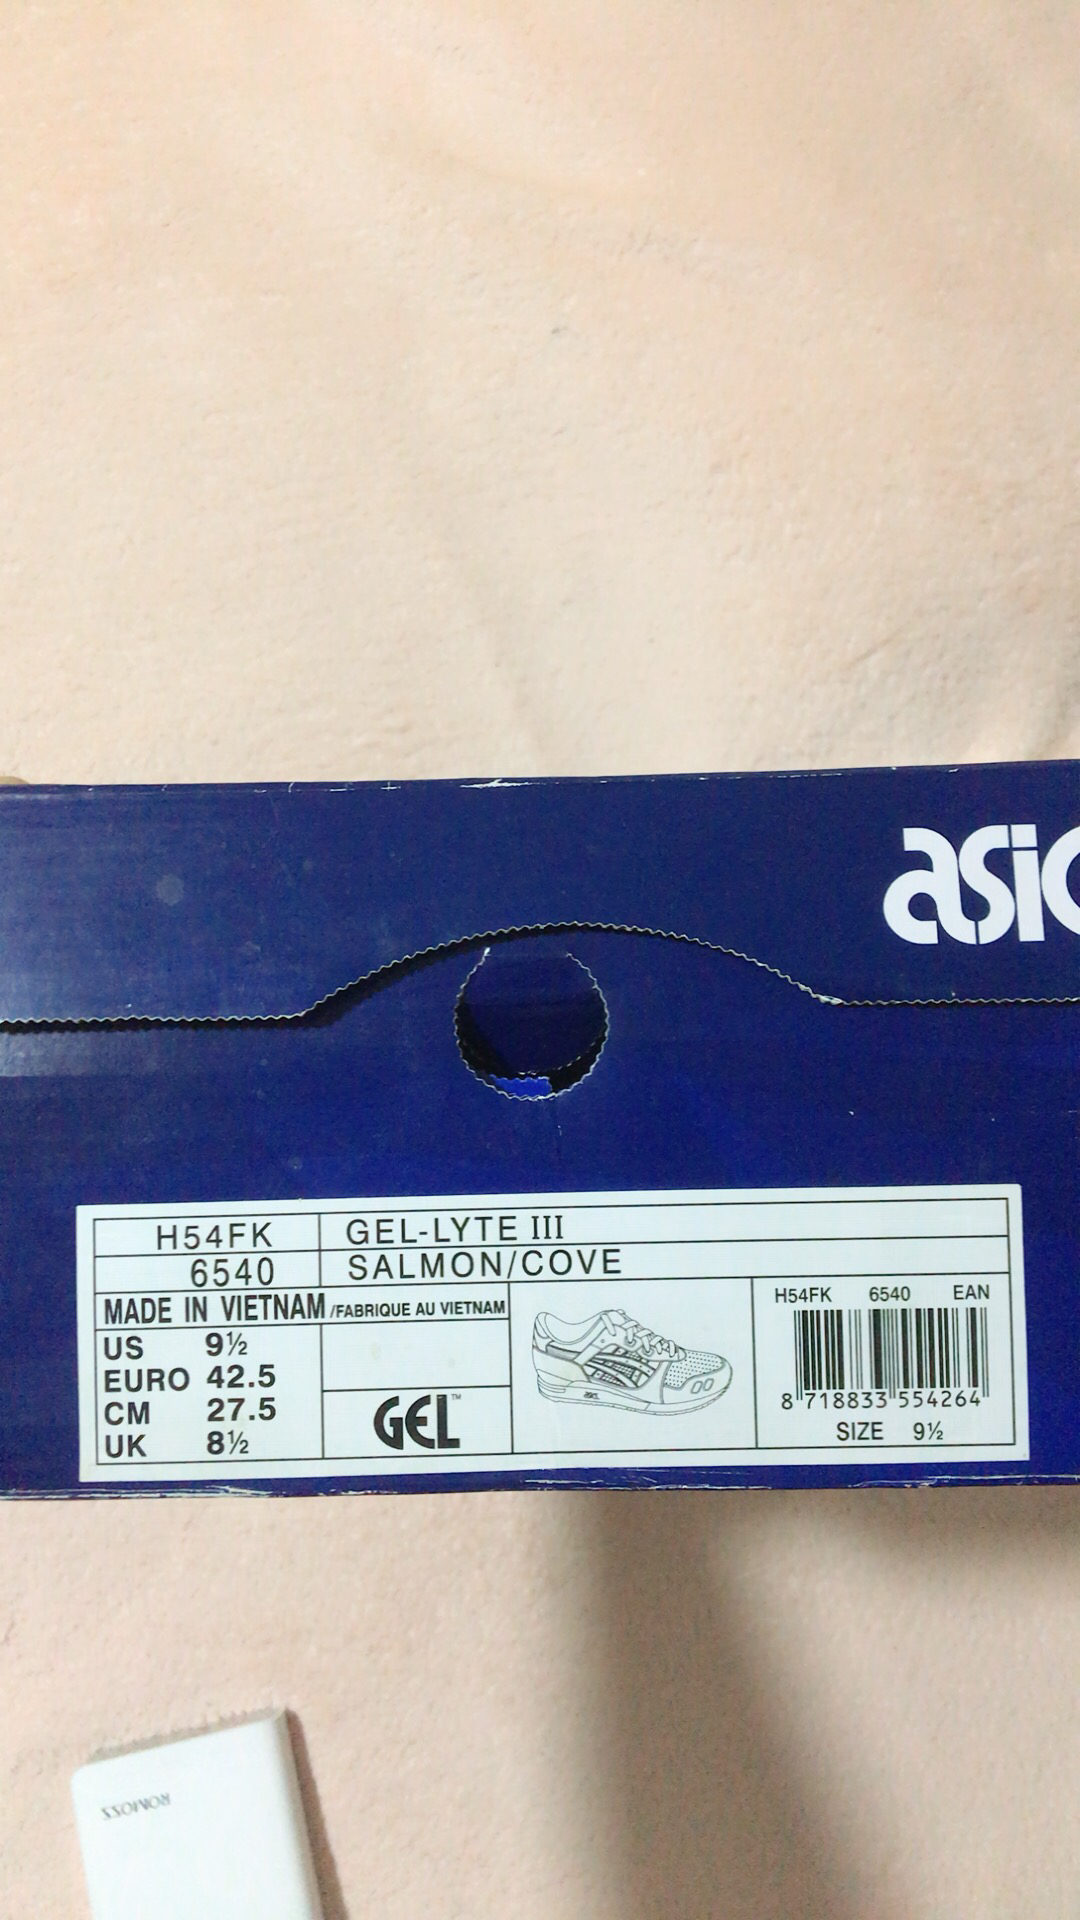 asic
H54FK GEL-LYTE III
6540 SALMON/COVE
MADE IN VIETNAM /FABRIQUE AU VIETNAM
US 9½
EURO 42.5
CM 27.5
UK 8½
GEL™
asics
H54FK 6540 EAN
8 718833 554264
SIZE 9½
ROMOSS